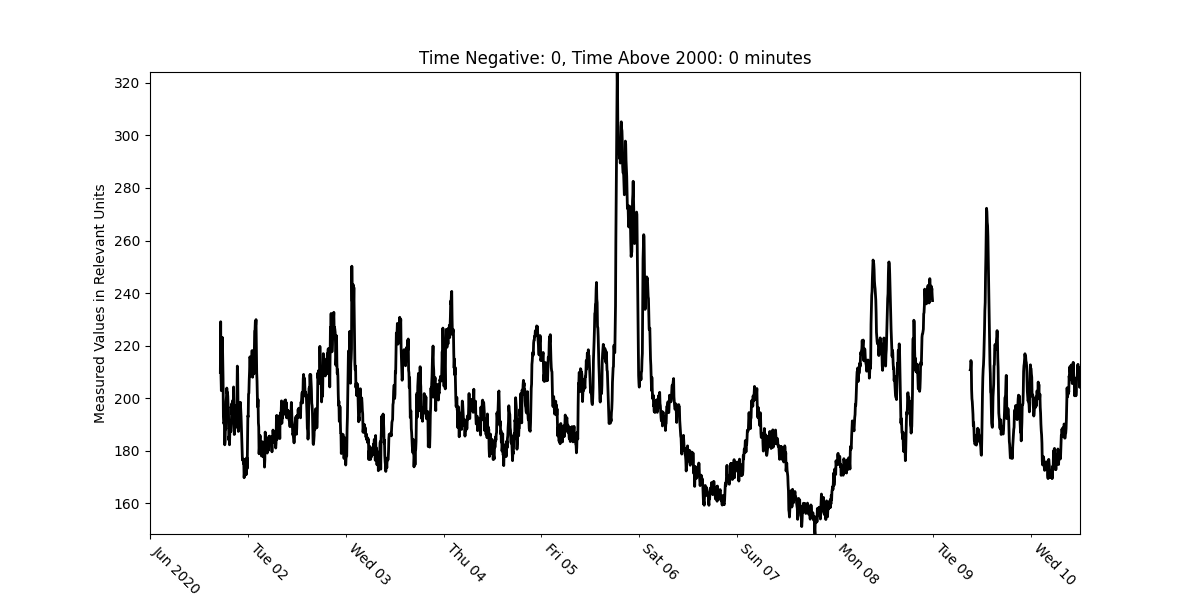 Time Negative: 0, Time Above 2000: 0 minutes
Measured Values in Relevant Units
320
300
280
260
240
220
200
180
160
Jun 2020
Tue 02
Wed 03
Thu 04
Fri 05
Sat 06
Sun 07
Mon 08
Tue 09
Wed 10